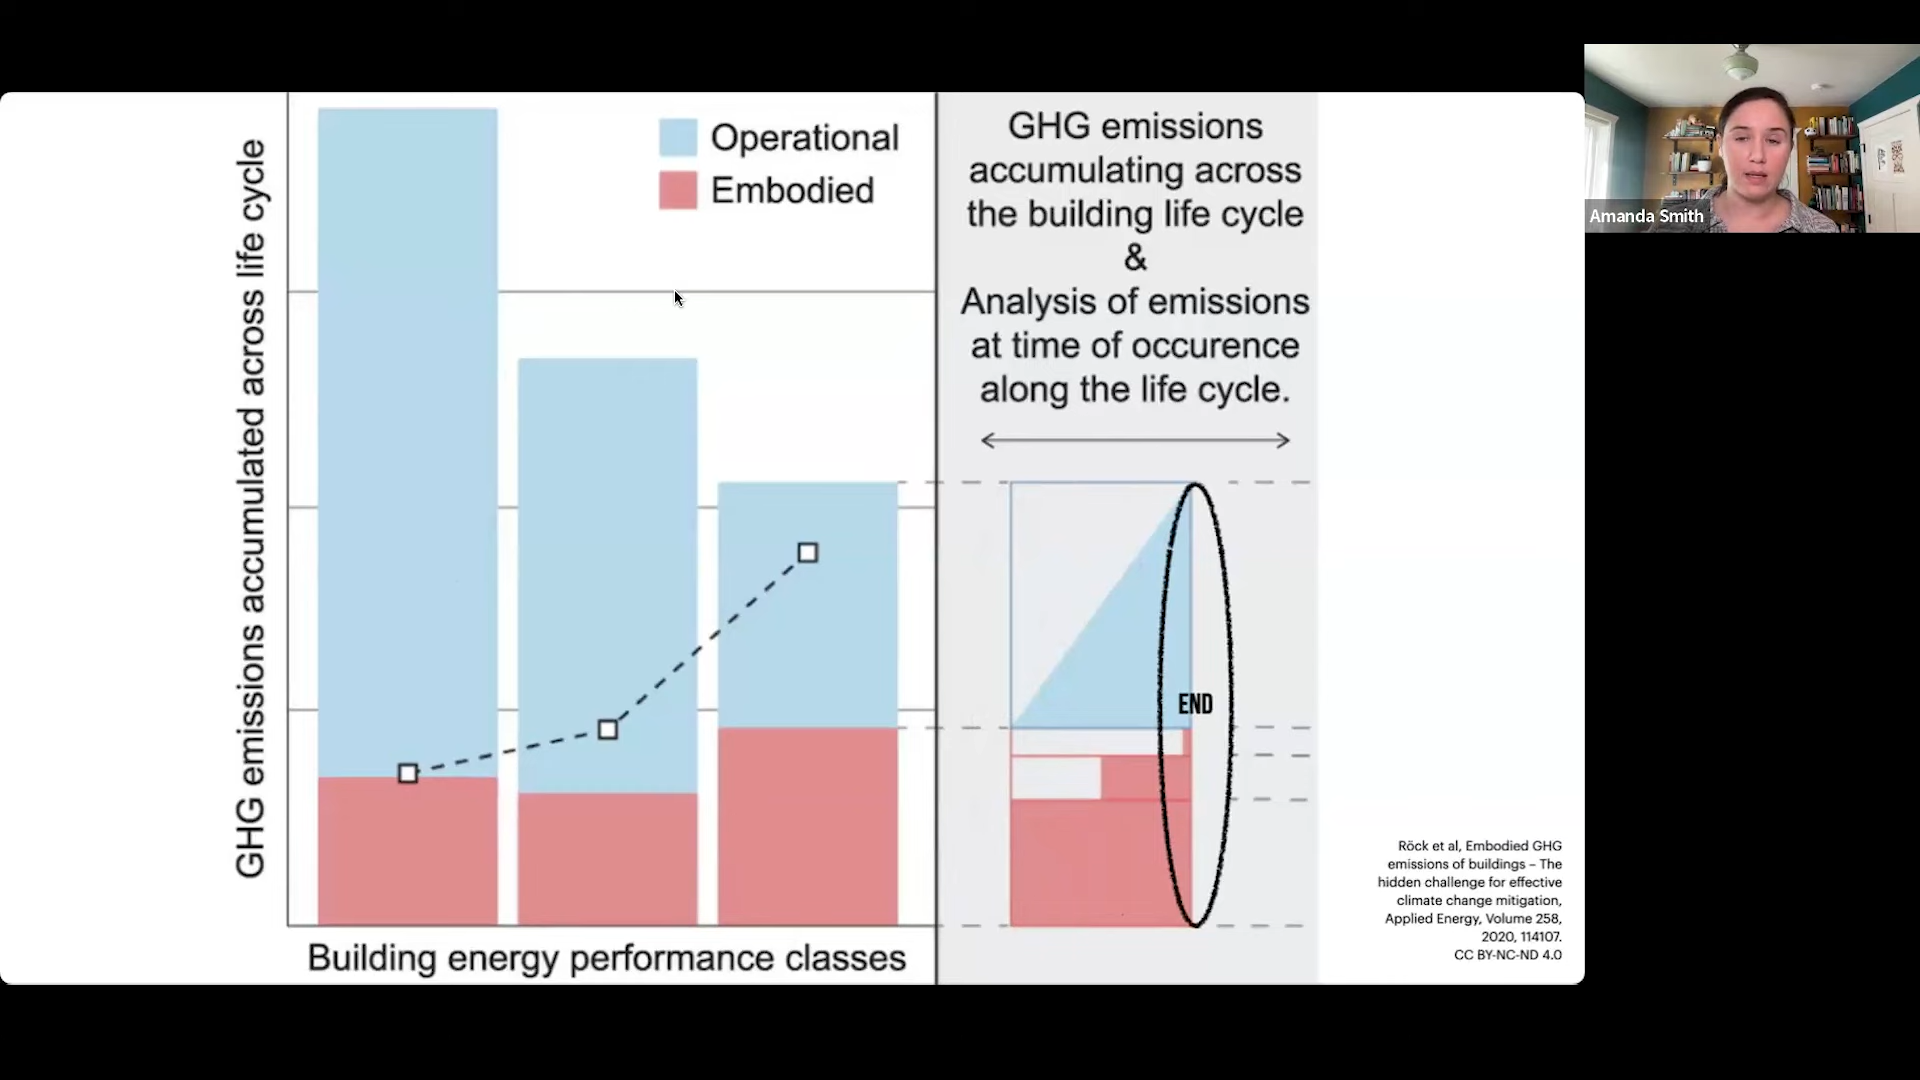 GHG emissions accumulated across life cycle
Operational
Embodied
Building energy performance classes
GHG emissions
accumulating across
the building life cycle
&
Analysis of emissions
at time of occurence
along the life cycle.
END
Röck et al, Embodied GHG
emissions of buildings – The
hidden challenge for effective
climate change mitigation,
Applied Energy, Volume 258,
2020, 114107.
CC BY-NC-ND 4.0
Amanda Smith